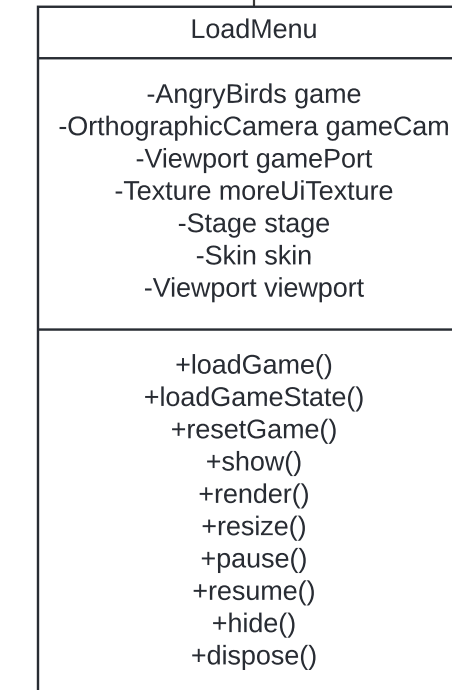 LoadMenu
-AngryBirds game
-OrthographicCamera gameCam
-Viewport gamePort
-Texture moreUiTexture
-Stage stage
-Skin skin
-Viewport viewport
+loadGame()
+loadGameState()
+resetGame()
+show()
+render()
+resize()
+pause()
+resume()
+hide()
+dispose()